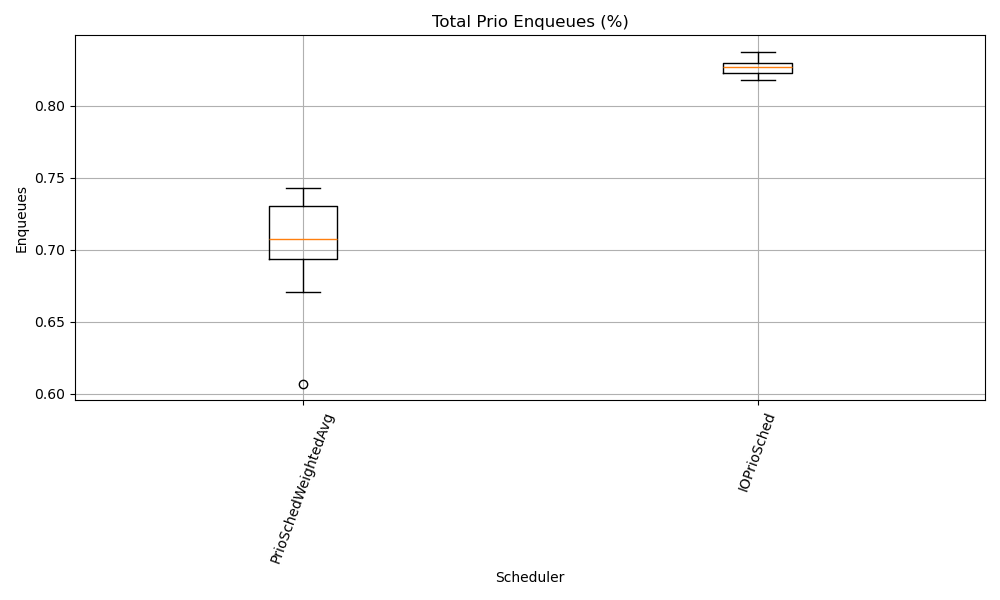 Total Prio Enqueues (%)
Enqueues
0.80
0.75
0.70
0.65
0.60
PrioSchedWeightedAvg
IOPrioSched
Scheduler